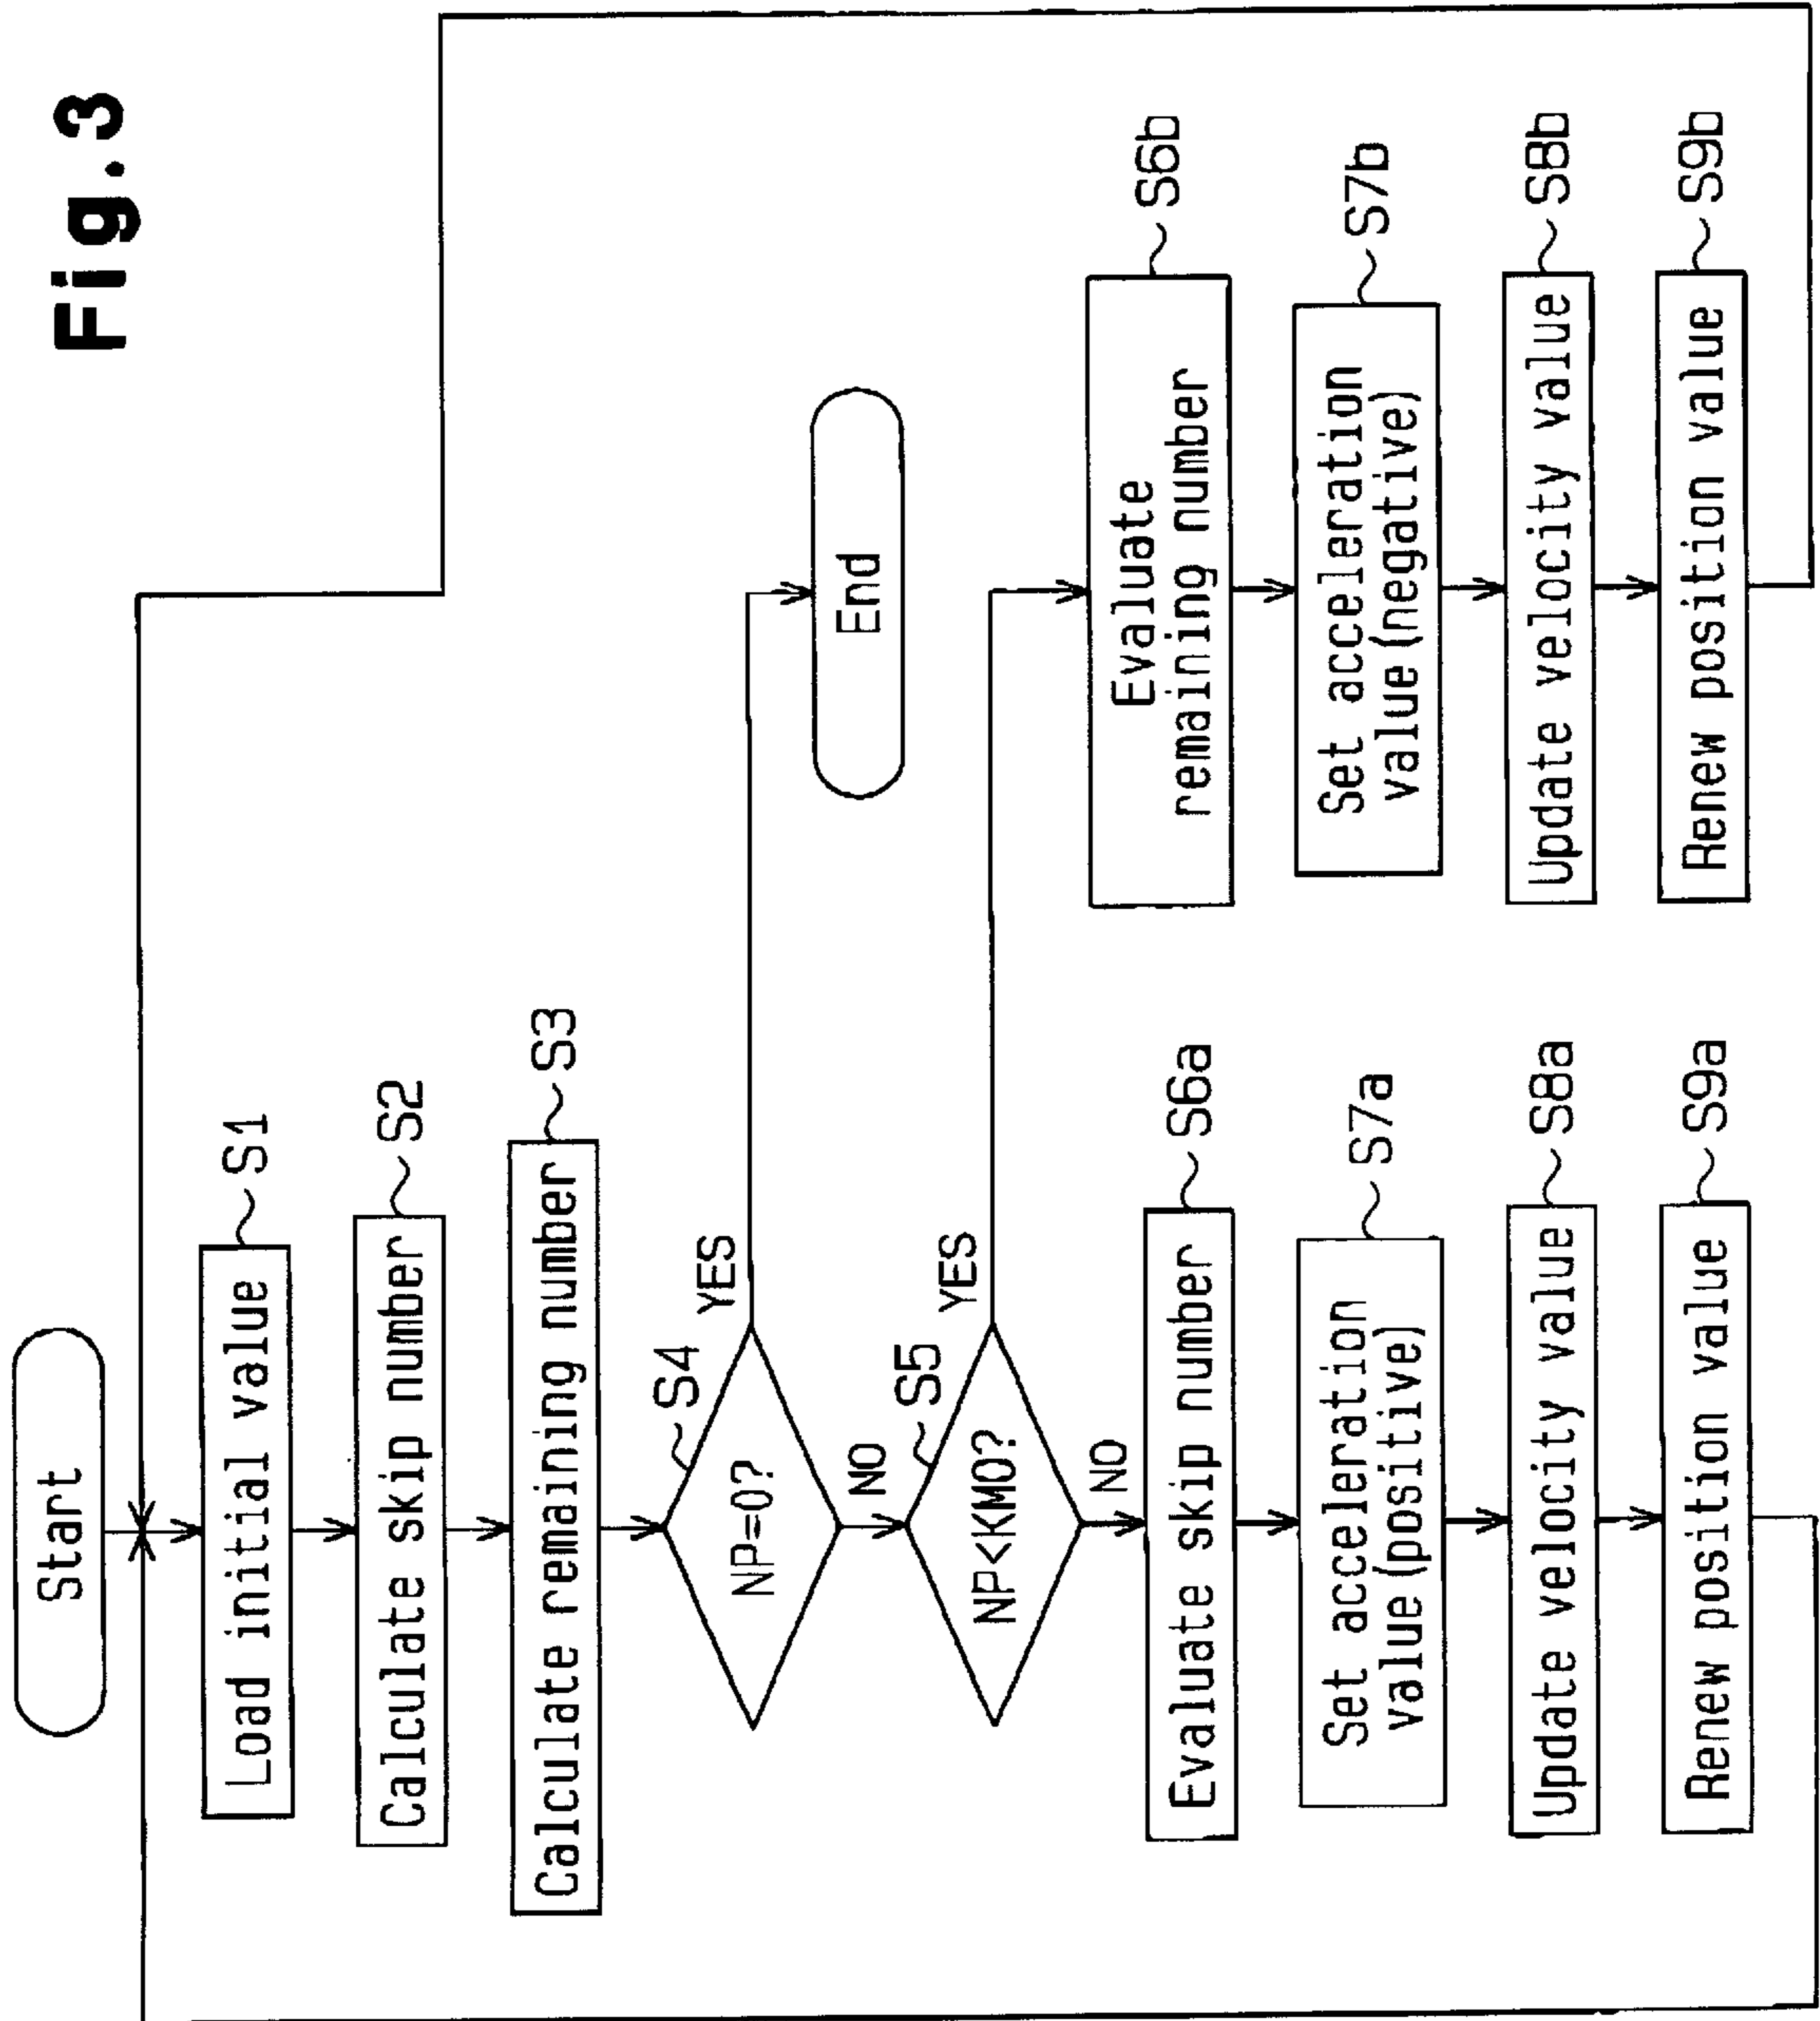 Fig.3
Start
Load initial value
S1
Calculate skip number
S2
Calculate remaining number
S3
S4
NP=0?
YES
End
NO
S5
NP<KM0?
YES
NO
Evaluate skip number
S6a
Set acceleration
value(positive)
S7a
Update velocity value
S8a
Renew position value
S9a
Evaluate
remaining number
S6b
Set acceleration
value(negative)
S7b
Update velocity value
S8b
Renew position value
S9b